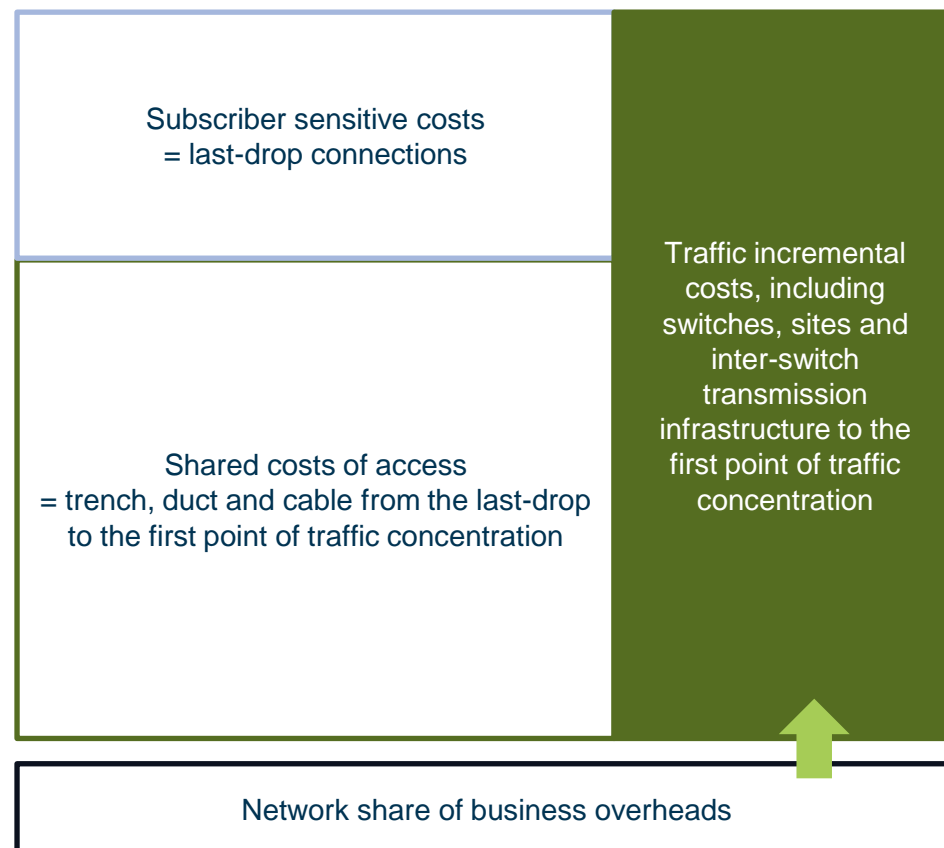 Subscriber sensitive costs
= last-drop connections
Traffic incremental
costs, including
switches, sites and
inter-switch
transmission
infrastructure to the
first point of traffic
concentration
Shared costs of access
= trench, duct and cable from the last-drop
to the first point of traffic concentration
Network share of business overheads